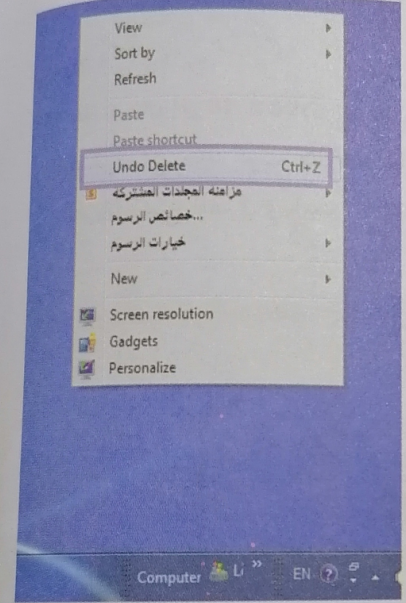 View
Sort by
Refresh
Paste
Paste shortcut
Undo Delete Ctrl+Z
مزامنة المجلدات المشتركة
خصائص الرسوم...
خيارات الرسوم
New
Screen resolution
Gadgets
Personalize
Computer Li » EN